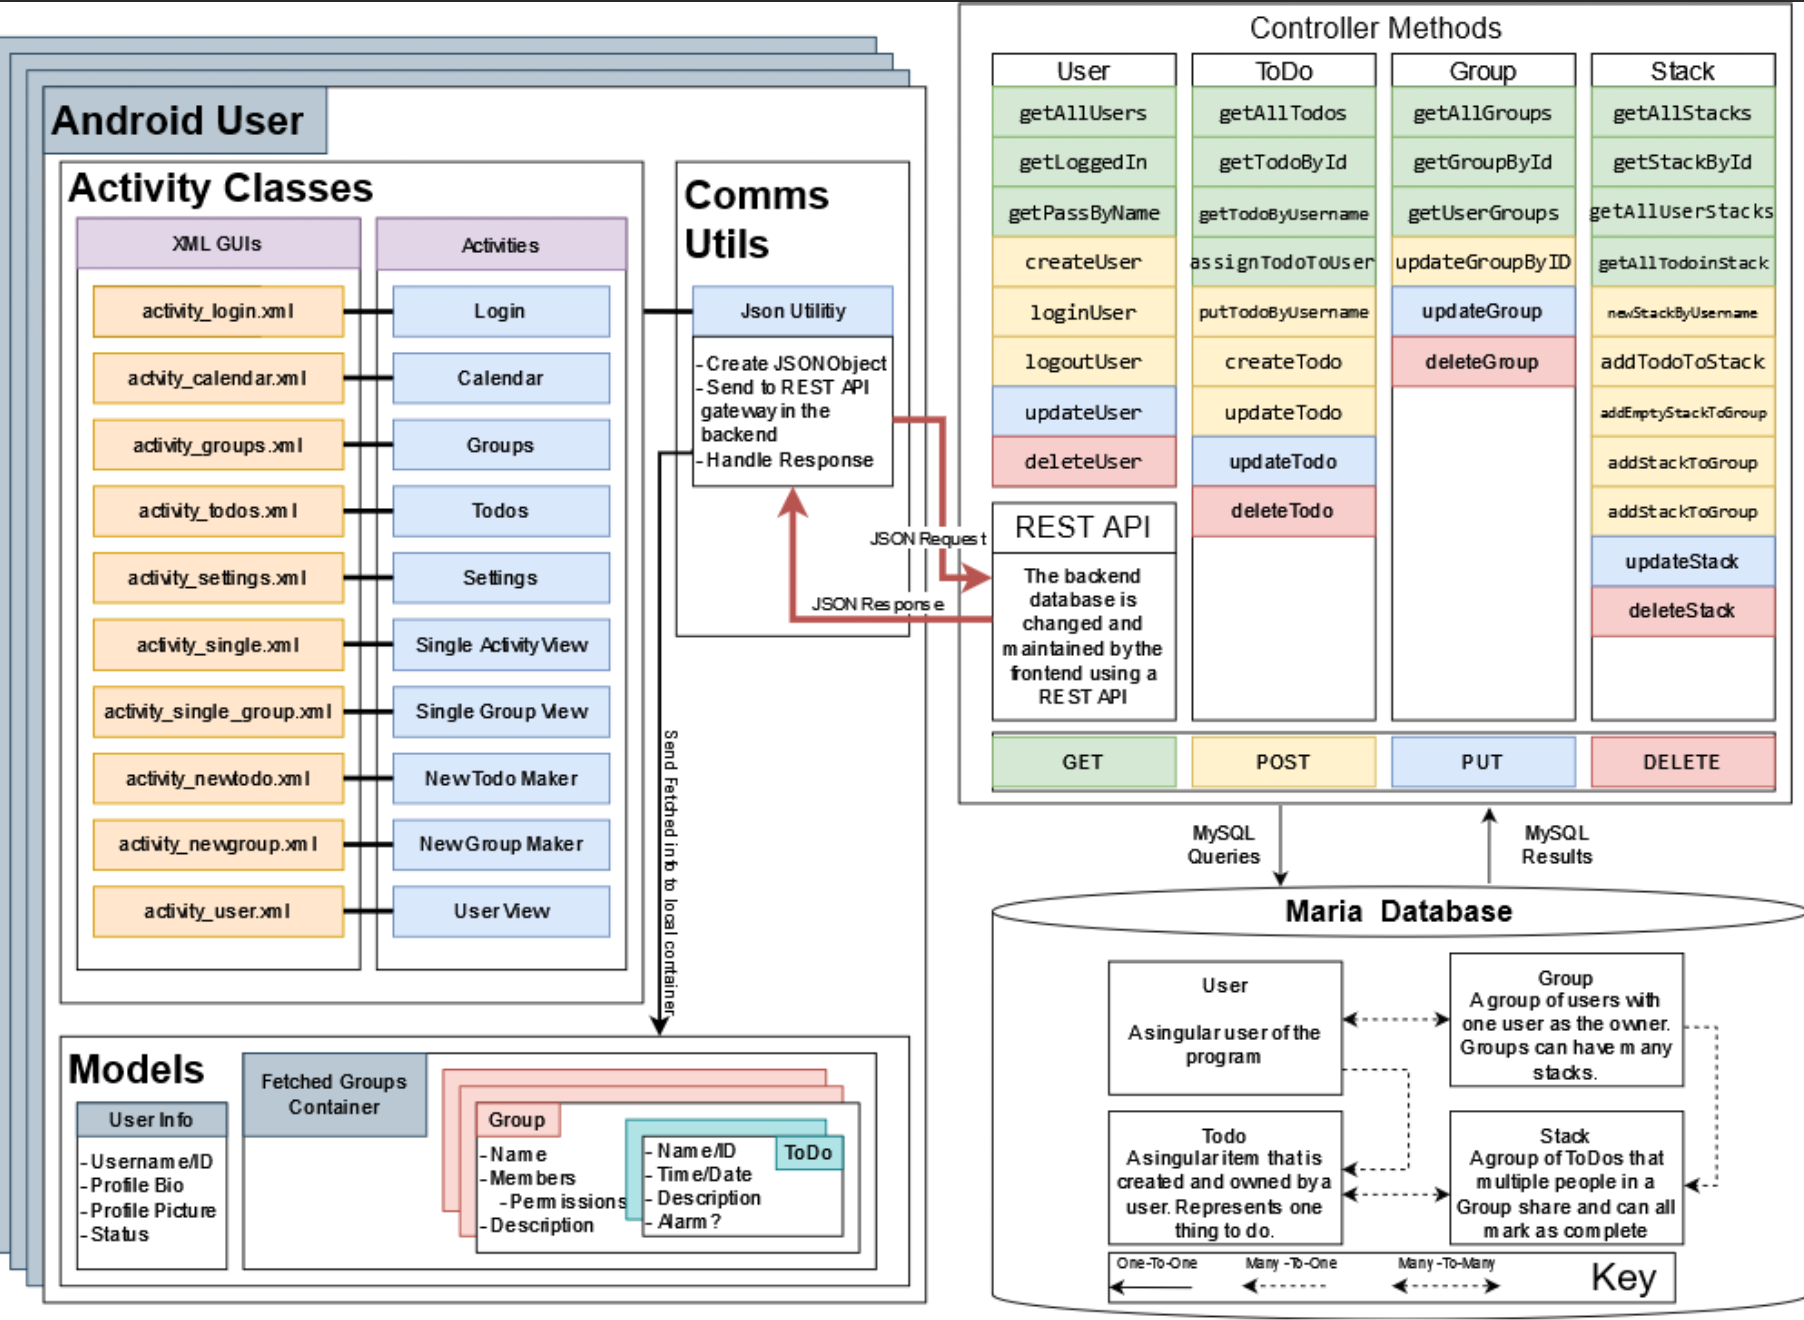 Android User
Activity Classes
XML GUIs
Activities
activity_login.xml
Login
activity_calendar.xml
Calendar
activity_groups.xml
Groups
activity_todos.xml
Todos
activity_settings.xml
Settings
activity_single.xml
Single Activity View
activity_single_group.xml
Single Group View
activity_newtodo.xml
New Todo Maker
activity_newgroup.xml
New Group Maker
activity_user.xml
User View
Comms
Utils
Json Utilitiy
- Create JSONObject
- Send to REST API
gateway in the
backend
- Handle Response
JSON Request
JSON Response
Send Fetched info to local container
Models
User Info
- Username/ID
- Profile Bio
- Profile Picture
- Status
Fetched Groups
Container
Group
- Name
- Members
- Permissions
- Description
ToDo
- Name/ID
- Time/Date
- Description
- Alarm?
Controller Methods
User
getAllUsers
getLoggedIn
getPassByName
createUser
loginUser
logoutUser
updateUser
deleteUser
ToDo
getAllTodos
getTodoById
getTodoByUsername
assignTodoToUser
putTodoByUsername
createTodo
updateTodo
updateTodo
deleteTodo
Group
getAllGroups
getGroupById
getUserGroups
updateGroupByID
updateGroup
deleteGroup
Stack
getAllStacks
getStackById
getAllUserStacks
getAllTodoinStack
newStackByUsername
addTodoToStack
addEmptyStackToGroup
addStackToGroup
addStackToGroup
updateStack
deleteStack
REST API
The backend
database is
changed and
maintained by the
frontend using a
REST API
GET
POST
PUT
DELETE
MySQL
Queries
MySQL
Results
Maria Database
User
A singular user of the
program
Group
A group of users with
one user as the owner.
Groups can have many
stacks.
Todo
A singular item that is
created and owned by a
user. Represents one
thing to do.
Stack
A group of ToDos that
multiple people in a
Group share and can all
mark as complete
One-To-One
Many -To-One
Many -To-Many
Key